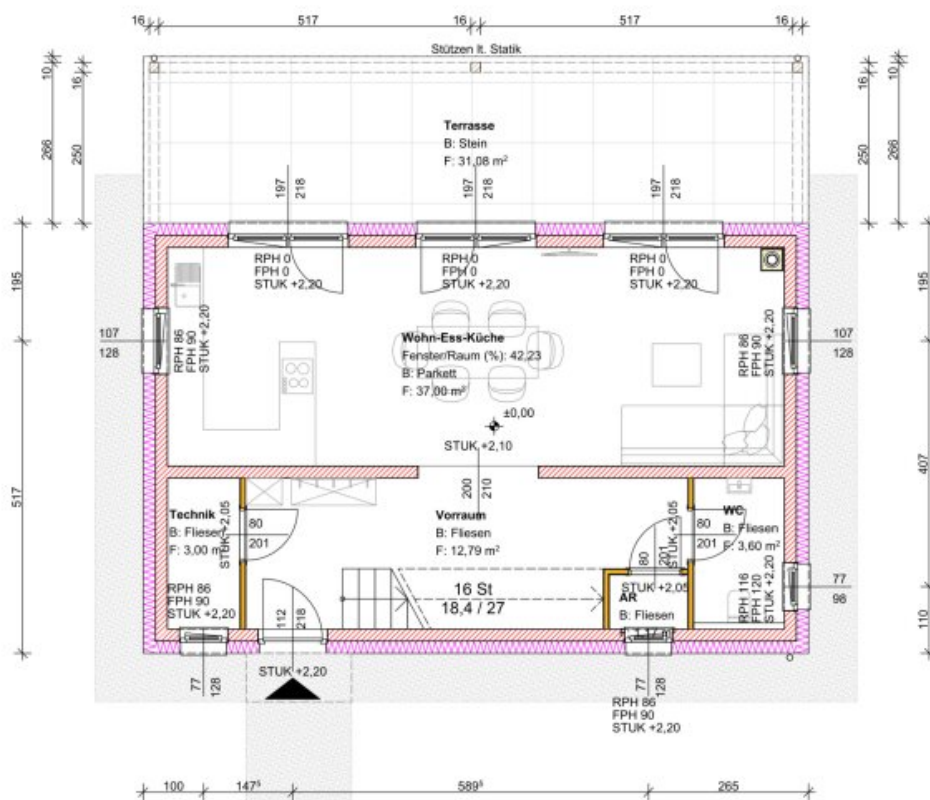 16 517 16 517 16
Stützen lt. Statik
10 16 16 10
266 250 250 266
Terrasse
B: Stein
F: 31,08 m²
197 218 197 218 197 218
RPH 0
FPH 0
STUK +2,20
RPH 0
FPH 0
STUK +2,20
RPH 0
FPH 0
STUK +2,20
195
517
107
128
RPH 86
FPH 90
STUK +2,20
Wohn-Ess-Küche
Fenster/Raum (%): 42,23
B: Parkett
F: 37,00 m²
±0,00
STUK +2,10
200
210
RPH 86
FPH 90
STUK +2,20
107
128
195
407
110
Technik
B: Fliesen
F: 3,00 m²
STUK +2,05
80
201
RPH 86
FPH 90
STUK +2,20
Vorraum
B: Fliesen
F: 12,79 m²
16 St
18,4 / 27
112
218
STUK +2,20
80
201
STUK +2,05
AR
B: Fliesen
STUK +2,05
80
201
WC
B: Fliesen
F: 3,60 m²
RPH 116
FPH 120
STUK +2,20
77
98
77
128
77
128
RPH 86
FPH 90
STUK +2,20
100 147⁵ 589⁵ 265